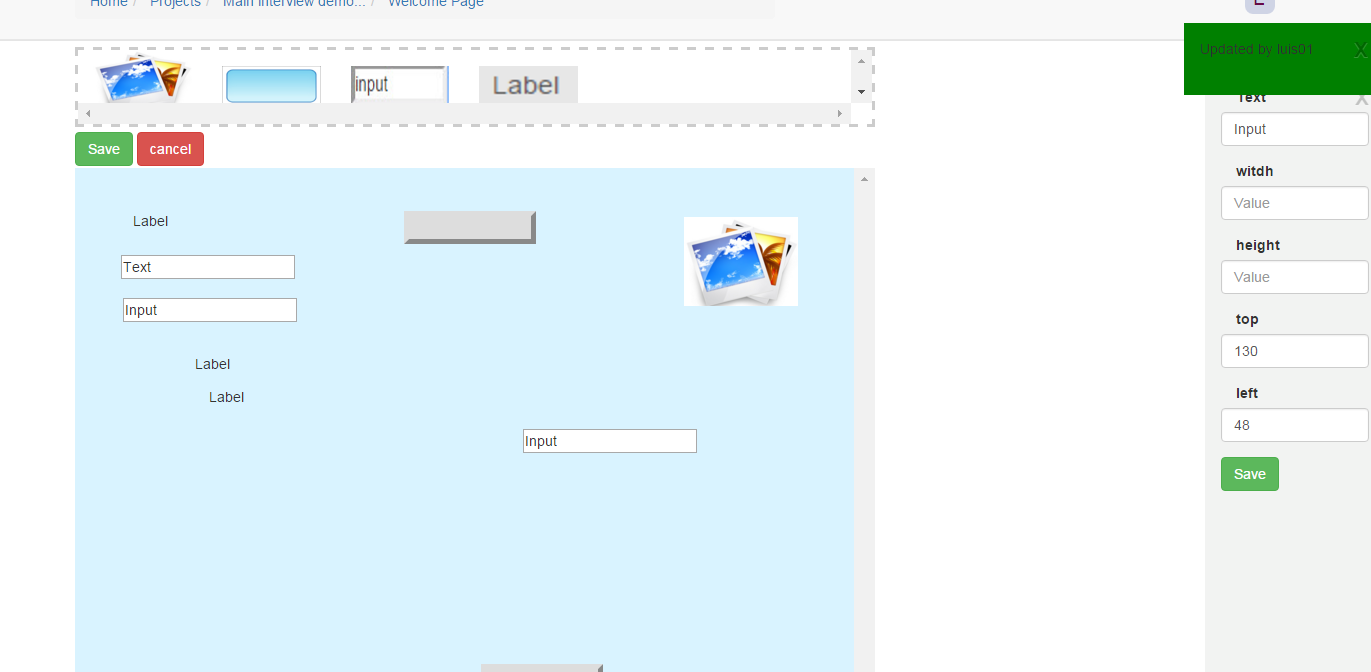 Home / Projects / Main Interview demo... / Welcome Page
L
Updated by luis01 X
input
Label
Save
cancel
Label
Text
Input
Label
Label
Input
Text X
Input
witdh
Value
height
Value
top
130
left
48
Save